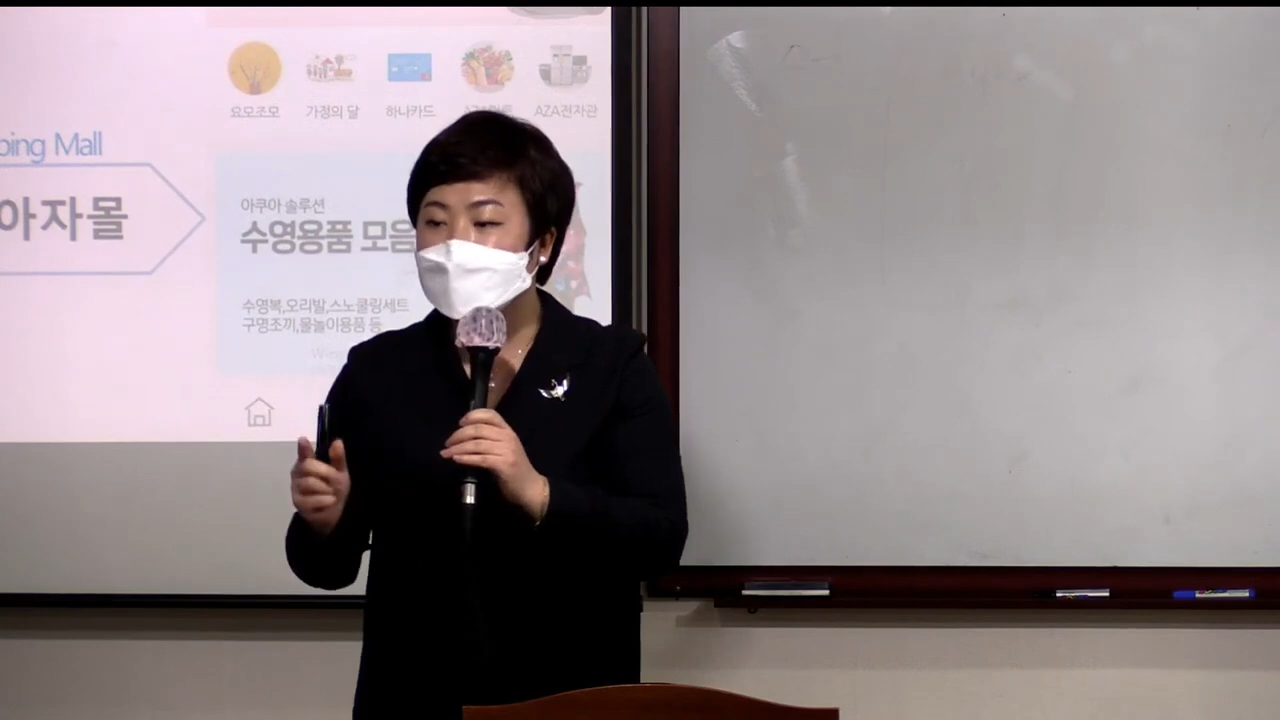 요모조모
가정의 달
하나카드
AZA전자관
ping Mall
아자몰
아쿠아 솔루션
수영용품 모음
수영복,오리발,스노쿨링세트
구명조끼,물놀이용품 등